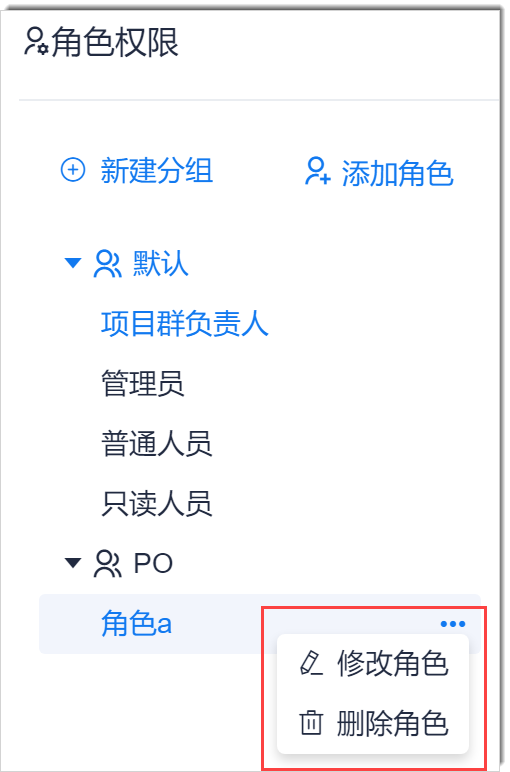 角色权限
新建分组 添加角色
默认
项目群负责人
管理员
普通人员
只读人员
PO
角色a
修改角色
删除角色